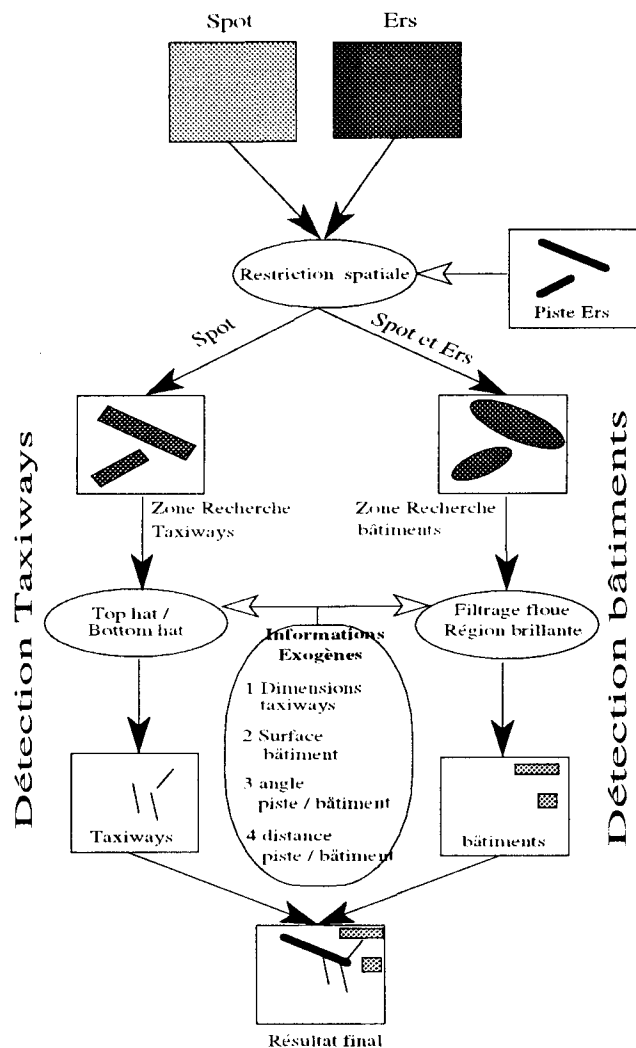 Spot
Ers
Restriction spatiale
Piste Ers
Spot
Spot et Ers
Zone Recherche
Taxiways
Zone Recherche
bâtiments
Détection Taxiways
Détection bâtiments
Top hat /
Bottom hat
Filtrage floue
Région brillante
Informations
Exogènes
1 Dimensions
taxiways
2 Surface
bâtiment
3 angle
piste / bâtiment
4 distance
piste / bâtiment
Taxiways
bâtiments
Résultat final